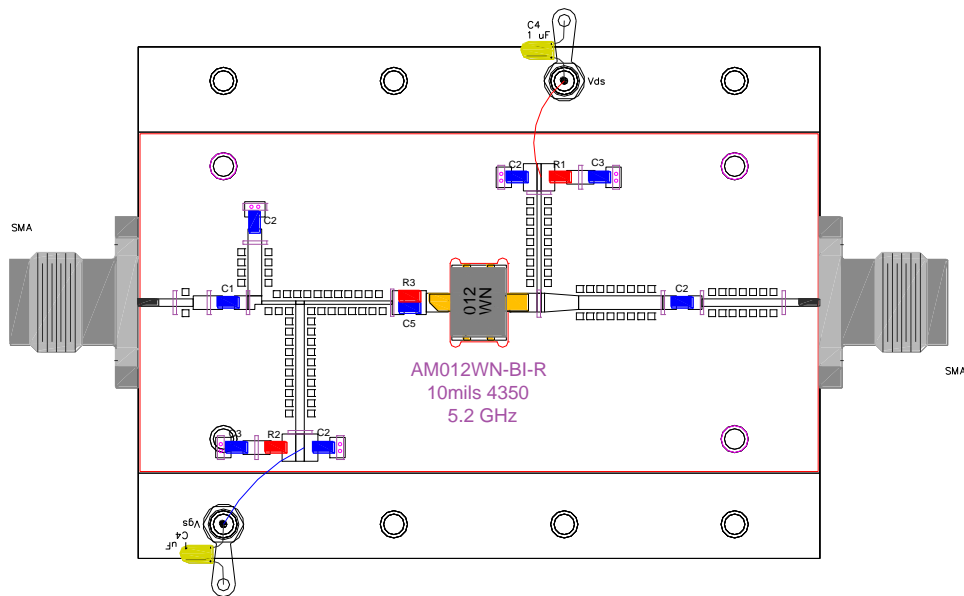 C4
1 uF
Vds
C2
R1
C3
SMA
C2
C1
R3
C5
012
WN
C2
SMA
AM012WN-BI-R
10mils 4350
5.2 GHz
C3
R2
C2
Vgs
C4
1 uF